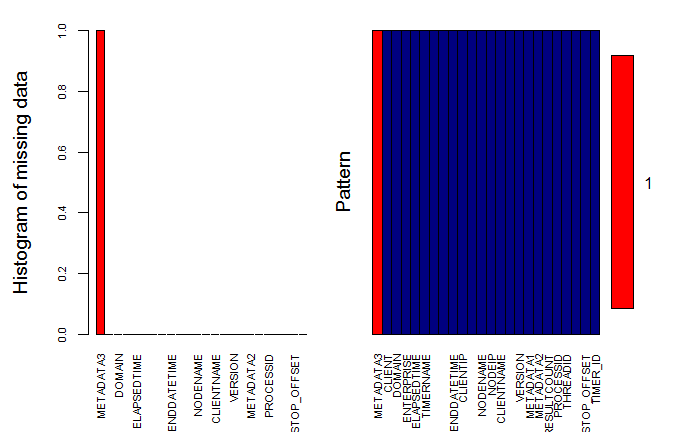 Histogram of missing data
1.0
0.8
0.6
0.4
0.2
0.0
METADATA3
DOMAIN
ELAPSEDTIME
ENDDATETIME
NODENAME
CLIENTNAME
VERSION
METADATA2
PROCESSID
STOP_OFFSET
Pattern
METADATA3
CLIENT
DOMAIN
ENTERPRISE
ELAPSEDTIME
TIMERNAME
ENDDATETIME
CLIENTIP
NODENAME
NODEIP
CLIENTNAME
VERSION
METADATA1
METADATA2
RESULTCOUNT
PROCESSID
THREADID
STOP_OFFSET
TIMER_ID
1